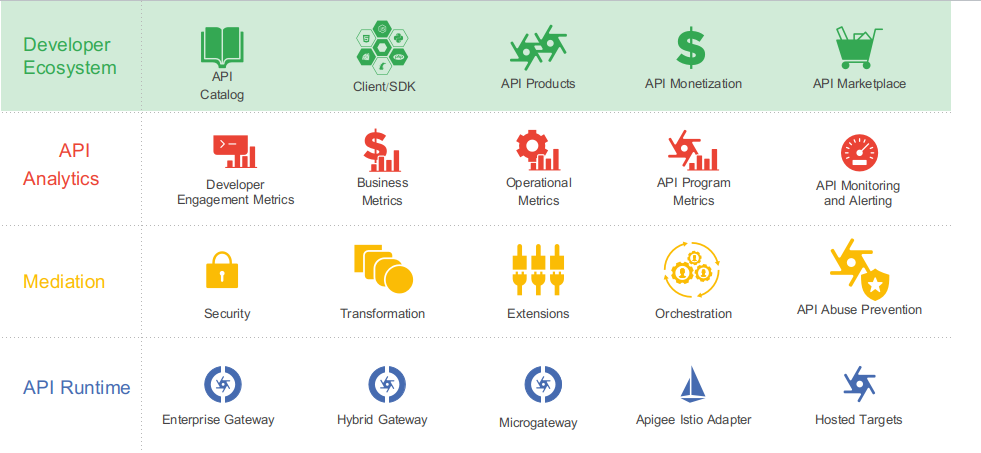 Developer
Ecosystem
API
Catalog
Client/SDK
API Products
API Monetization
API Marketplace
API
Analytics
Developer
Engagement Metrics
Business
Metrics
Operational
Metrics
API Program
Metrics
API Monitoring
and Alerting
Mediation
Security
Transformation
Extensions
Orchestration
API Abuse Prevention
API Runtime
Enterprise Gateway
Hybrid Gateway
Microgateway
Apigee Istio Adapter
Hosted Targets